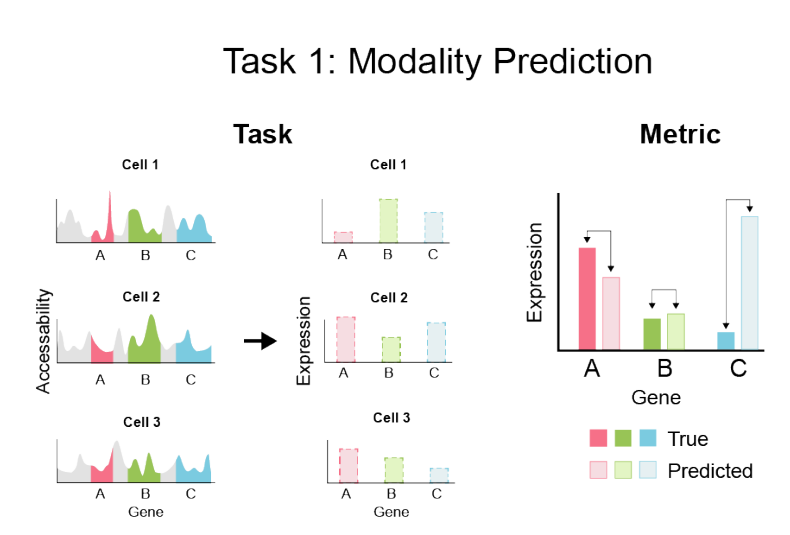 Task 1: Modality Prediction
Task
Metric
Cell 1
A B C
Cell 1
A B C
Accessability
Cell 2
A B C
Expression
Cell 2
A B C
Cell 3
A B C
Gene
Cell 3
A B C
Gene
Expression
A B C
Gene
True
Predicted